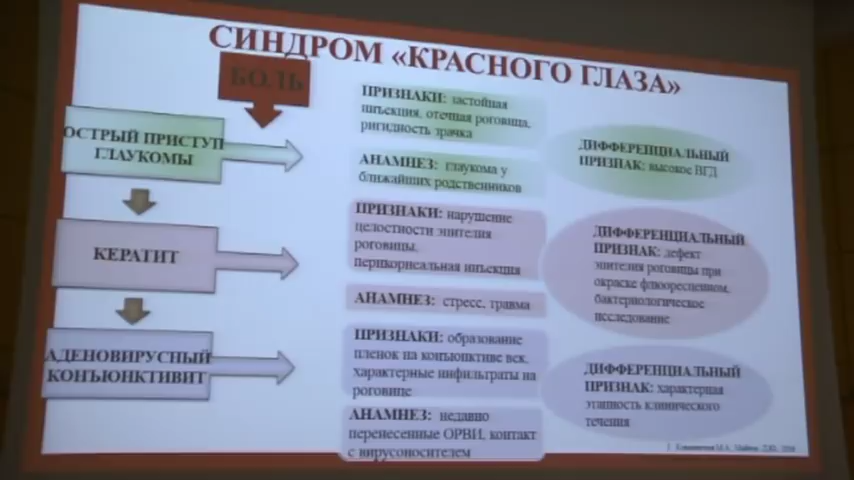 СИНДРОМ «КРАСНОГО ГЛАЗА»
БОЛЬ
ОСТРЫЙ ПРИСТУП
ГЛАУКОМЫ
ПРИЗНАКИ: застойная
инъекция, отечная роговица,
ригидность зрачка
АНАМНЕЗ: глаукома у
ближайших родственников
ДИФФЕРЕНЦИАЛЬНЫЙ
ПРИЗНАК: высокое ВГД
КЕРАТИТ
ПРИЗНАКИ: нарушение
целостности эпителия
роговицы,
перикорнеальная инъекция
АНАМНЕЗ: стресс, травма
ДИФФЕРЕНЦИАЛЬНЫЙ
ПРИЗНАК: дефект
эпителия роговицы при
окраске флюоресцеином,
бактериологическое
исследование
АДЕНОВИРУСНЫЙ
КОНЪЮНКТИВИТ
ПРИЗНАКИ: образование
пленок на конъюнктиве век,
характерные инфильтраты на
роговице
АНАМНЕЗ: недавно
перенесенные ОРВИ, контакт
с вирусоносителем
ДИФФЕРЕНЦИАЛЬНЫЙ
ПРИЗНАК: характерная
этапность клинического
течения